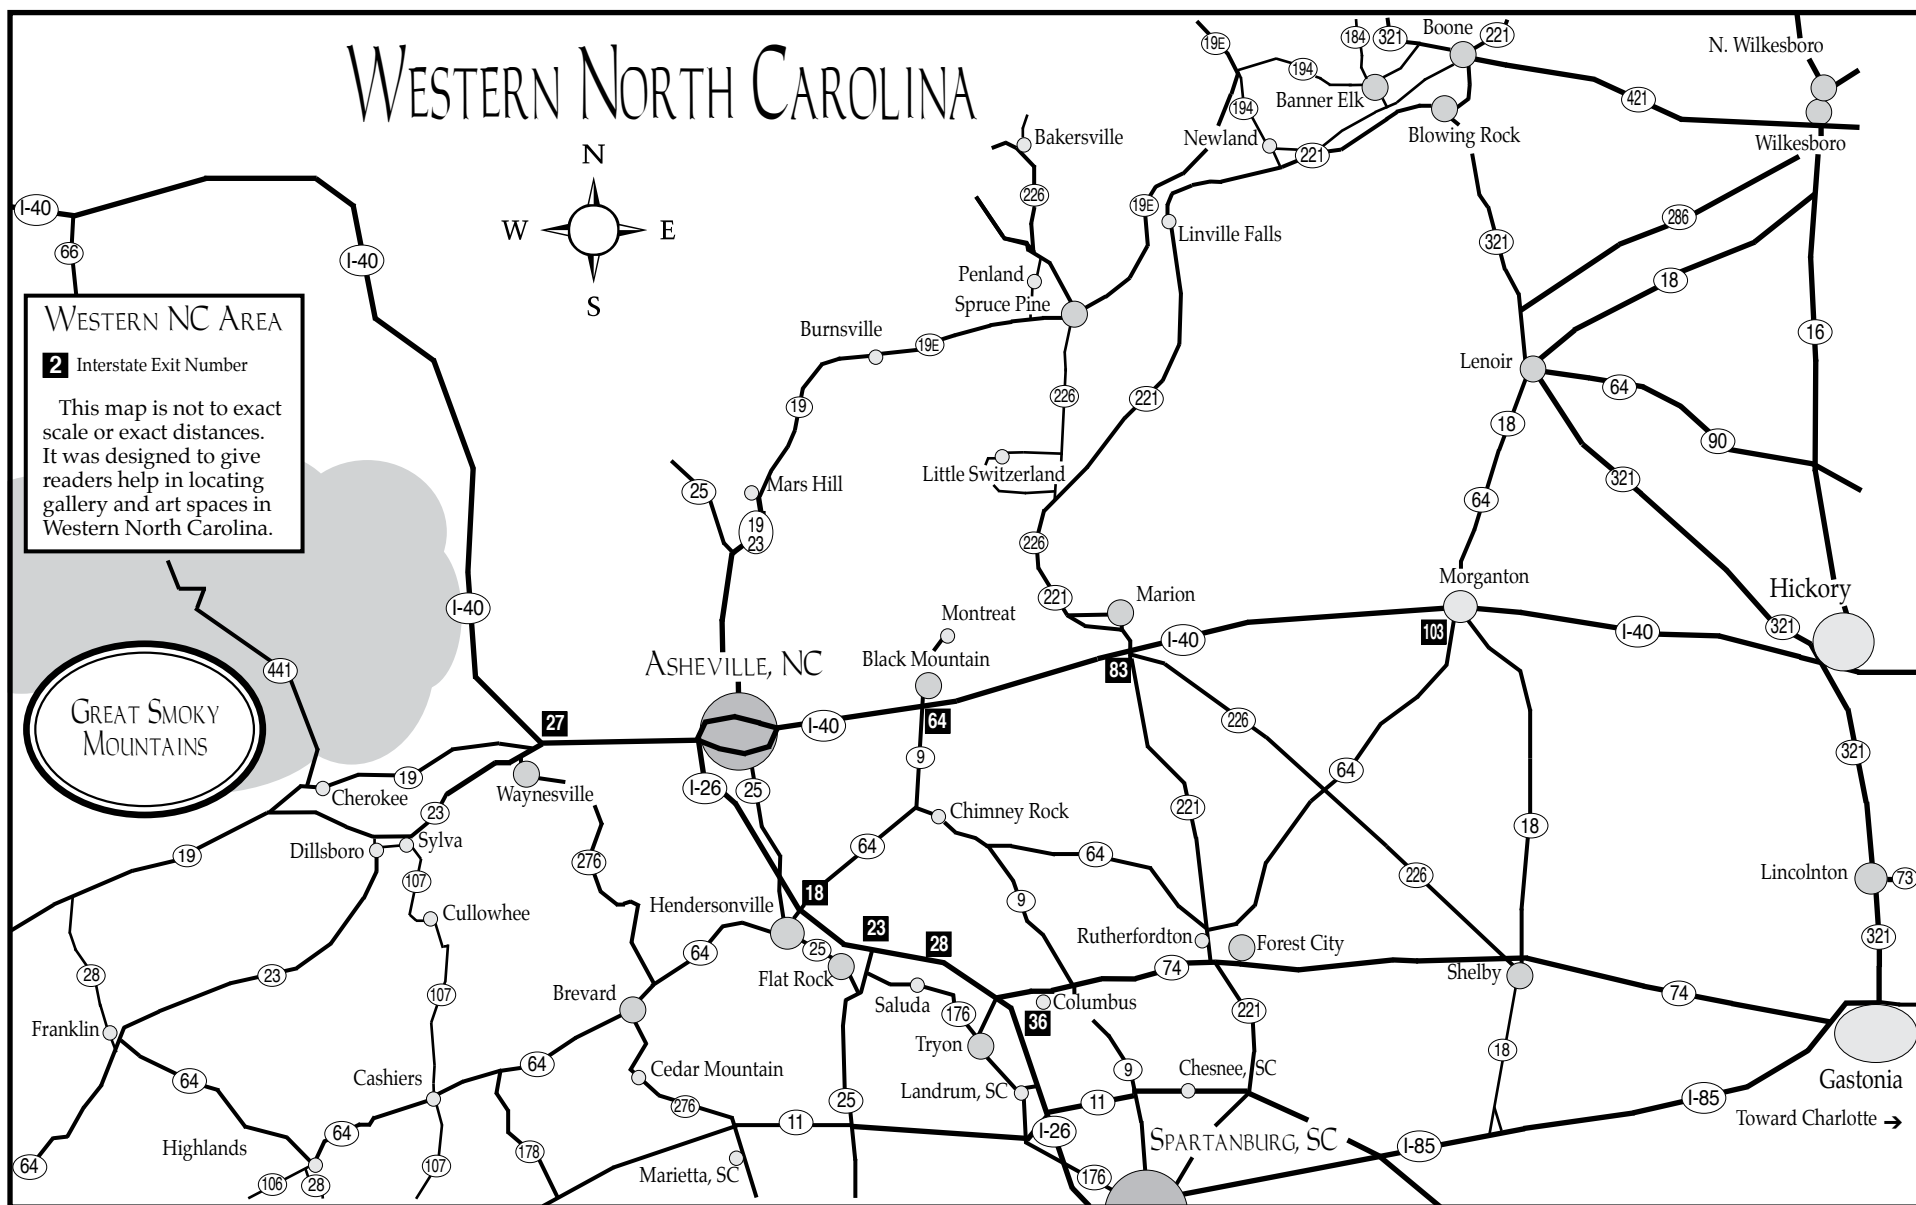 WESTERN NORTH CAROLINA
N
W
E
S
WESTERN NC AREA
2 Interstate Exit Number
This map is not to exact
scale or exact distances.
It was designed to give
readers help in locating
gallery and art spaces in
Western North Carolina.
GREAT SMOKY
MOUNTAINS
I-40
66
I-40
I-40
441
27
19
Cherokee
23
Waynesville
19
Dillsboro
Sylva
107
Cullowhee
276
28
23
107
Franklin
64
64
Cashiers
64
Highlands
64
106
28
107
178
Brevard
64
Cedar Mountain
276
11
Marietta, SC
25
Mars Hill
19
23
19
Burnsville
19E
ASHEVILLE, NC
I-26
25
I-40
Montreat
Black Mountain
64
9
Chimney Rock
64
64
9
18
Hendersonville
25
Flat Rock
23
28
Saluda
176
Tryon
Columbus
36
Landrum, SC
25
11
I-26
176
9
Chesnee, SC
SPARTANBURG, SC
Bakersville
226
Penland
Spruce Pine
226
Little Switzerland
226
221
221
Marion
83
I-40
221
226
226
Rutherfordton
Forest City
74
221
64
103
Morganton
18
Shelby
74
18
I-85
I-85
Gastonia
Toward Charlotte ➔
19E
194
194
184
321
Boone
221
Banner Elk
Newland
221
Blowing Rock
19E
Linville Falls
421
N. Wilkesboro
Wilkesboro
286
321
18
16
Lenoir
64
90
18
321
64
Hickory
321
I-40
321
Lincolnton
73
321